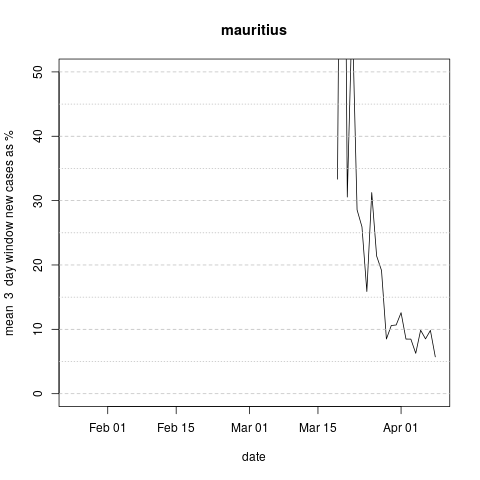 mauritius
mean 3 day window new cases as %
50
40
30
20
10
0
Feb 01
Feb 15
Mar 01
Mar 15
Apr 01
date